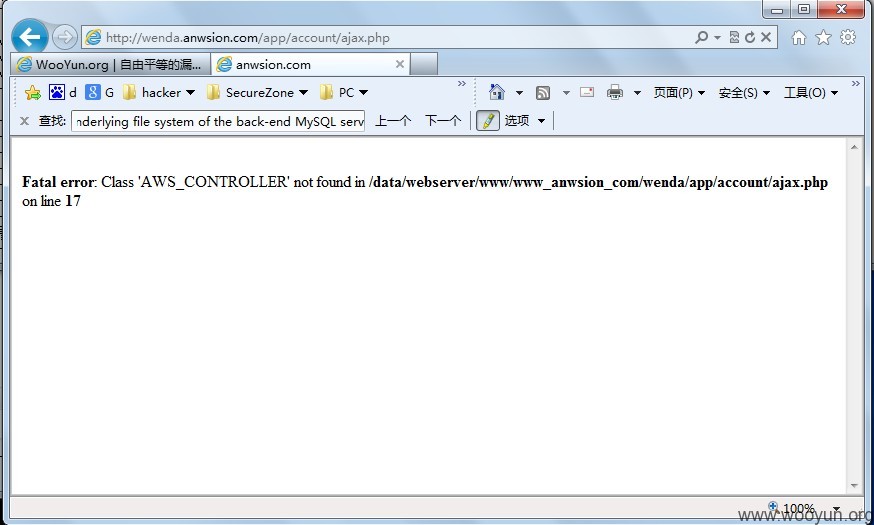 http://wenda.anwsion.com/app/account/ajax.php
WooYun.org | 自由平等的漏... anwsion.com
d G hacker SecureZone PC 页面(P) 安全(S) 工具(O)
查找: nderlying file system of the back-end MySQL serv 上一个 下一个 选项
Fatal error: Class 'AWS_CONTROLLER' not found in /data/webserver/www/www_anwsion_com/wenda/app/account/ajax.php
on line 17
100%
www.wooyun.org